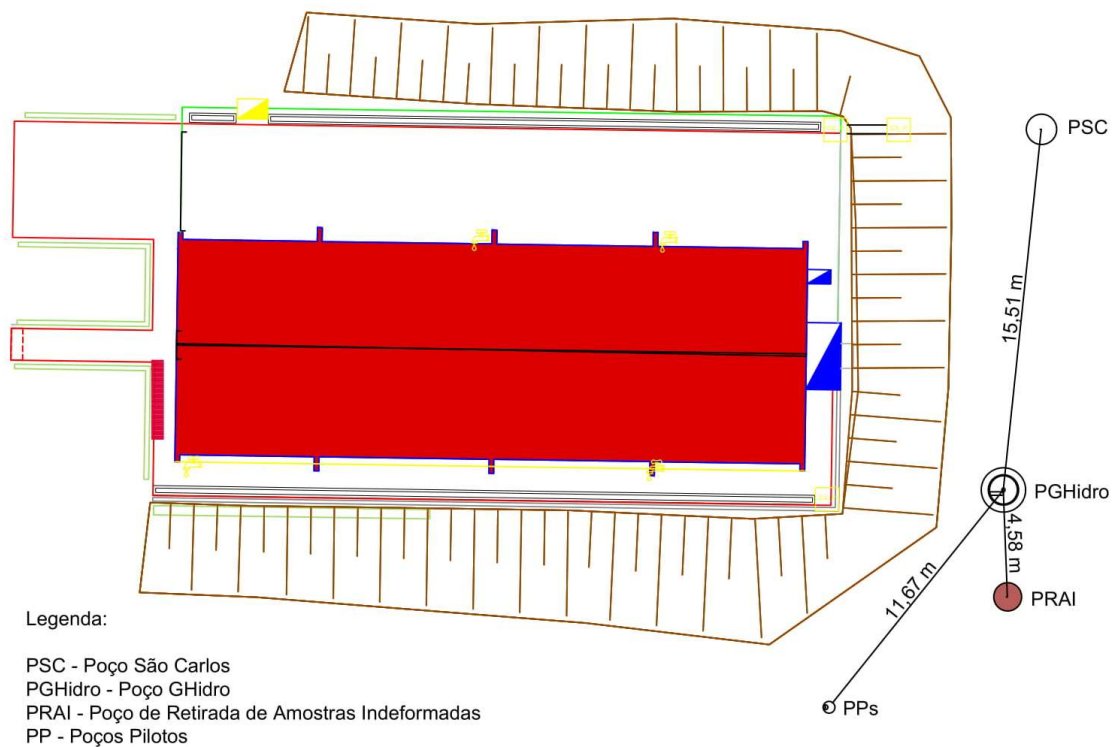 PSC
15,51 m
PGHidro
4,58 m
11,67 m
PRAI
PPs
Legenda:
PSC - Poço São Carlos
PGHidro - Poço GHidro
PRAI - Poço de Retirada de Amostras Indeformadas
PP - Poços Pilotos